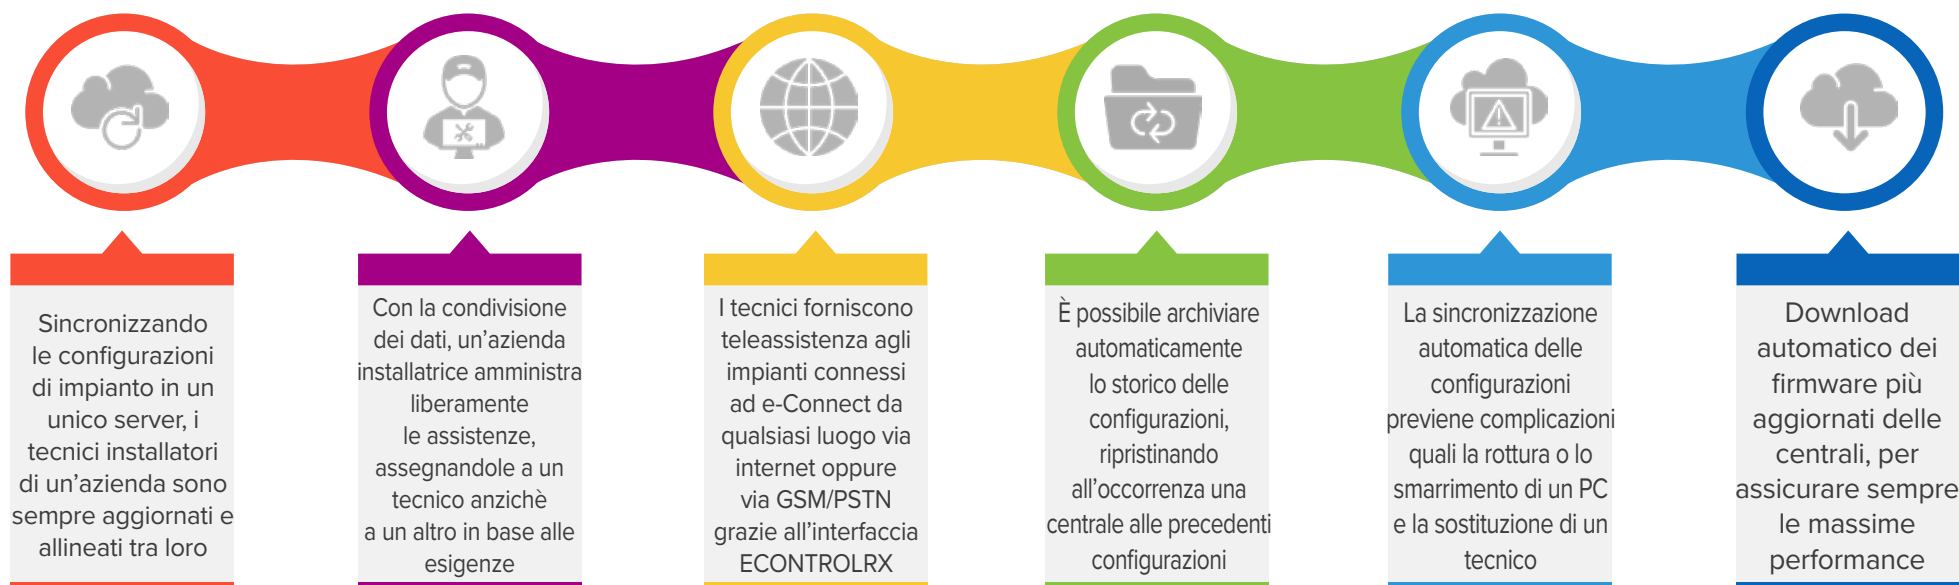 Sincronizzando
le configurazioni
di impianto in un
unico server, i
tecnici installatori
di un'azienda sono
sempre aggiornati e
allineati tra loro
Con la condivisione
dei dati, un'azienda
installatrice amministra
liberamente
le assistenze,
assegnandole a un
tecnico anzichè
a un altro in base alle
esigenze
I tecnici forniscono
teleassistenza agli
impianti connessi
ad e-Connect da
qualsiasi luogo via
internet oppure
via GSM/PSTN
grazie all'interfaccia
ECONTROLRX
È possibile archiviare
automaticamente
lo storico delle
configurazioni,
ripristinando
all'occorrenza una
centrale alle precedenti
configurazioni
La sincronizzazione
automatica delle
configurazioni
previene complicazioni
quali la rottura o lo
smarrimento di un PC
e la sostituzione di un
tecnico
Download
automatico dei
firmware più
aggiornati delle
centrali, per
assicurare sempre
le massime
performance